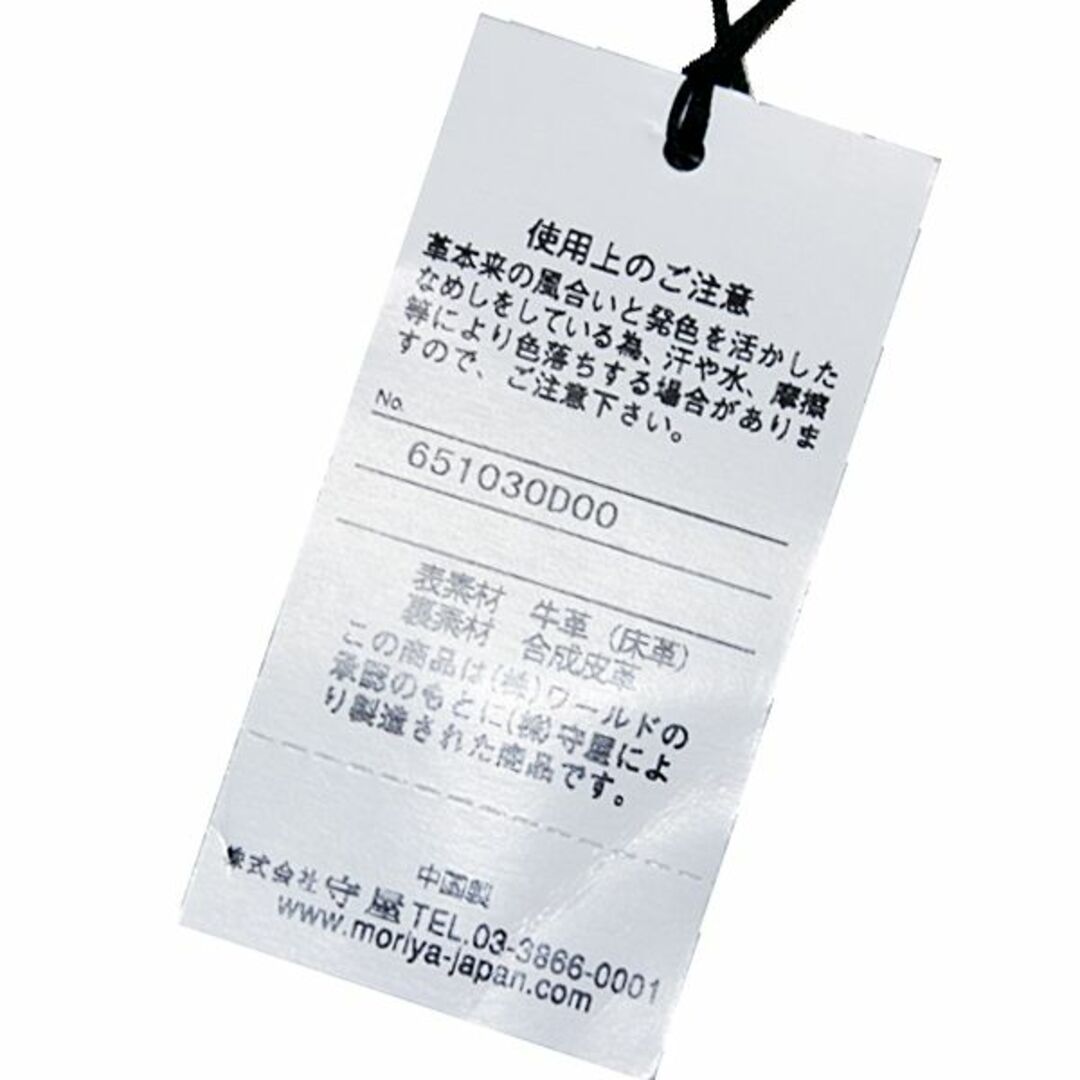 使用上のご注意
革本来の風合いと発色を活かした
なめしをしている為、汗や水、摩擦
等により色落ちする場合がありま
すので、ご注意下さい。
No.
651030D00
表素材　牛革（床革）
裏素材　合成皮革
この商品は(株)ワールドの
承認のもとに(株)守屋によ
り製造された商品です。
中国製
株式会社 守屋 TEL.03-3866-0001
www.moriya-japan.com